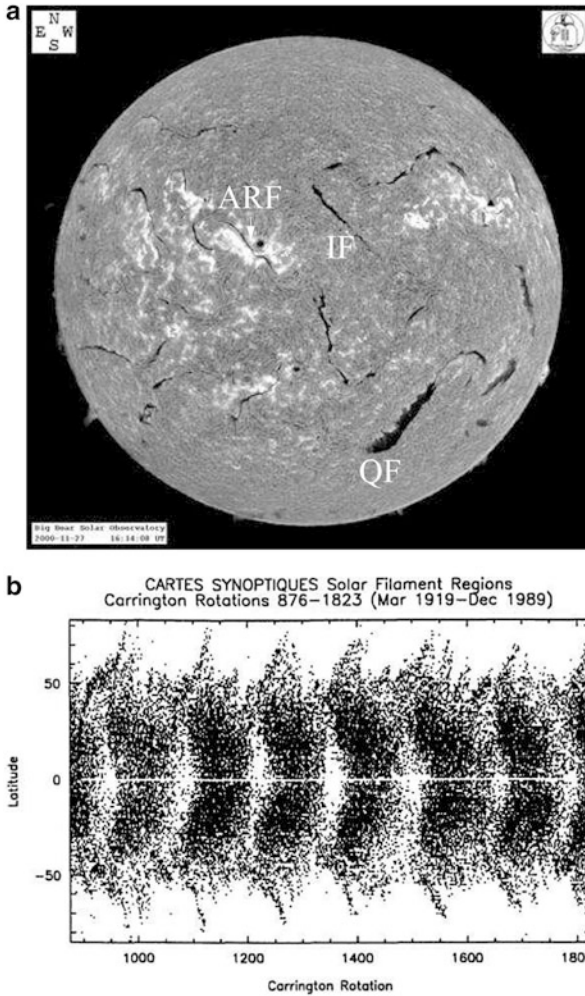 a
N
E W
S
ARF
IF
QF
Big Bear Solar Observatory
2000-11-27 16:14:08 UT
b
CARTES SYNOPTIQUES Solar Filament Regions
Carrington Rotations 876-1823 (Mar 1919-Dec 1989)
50
0
-50
Latitude
1000 1200 1400 1600 1800
Carrington Rotation